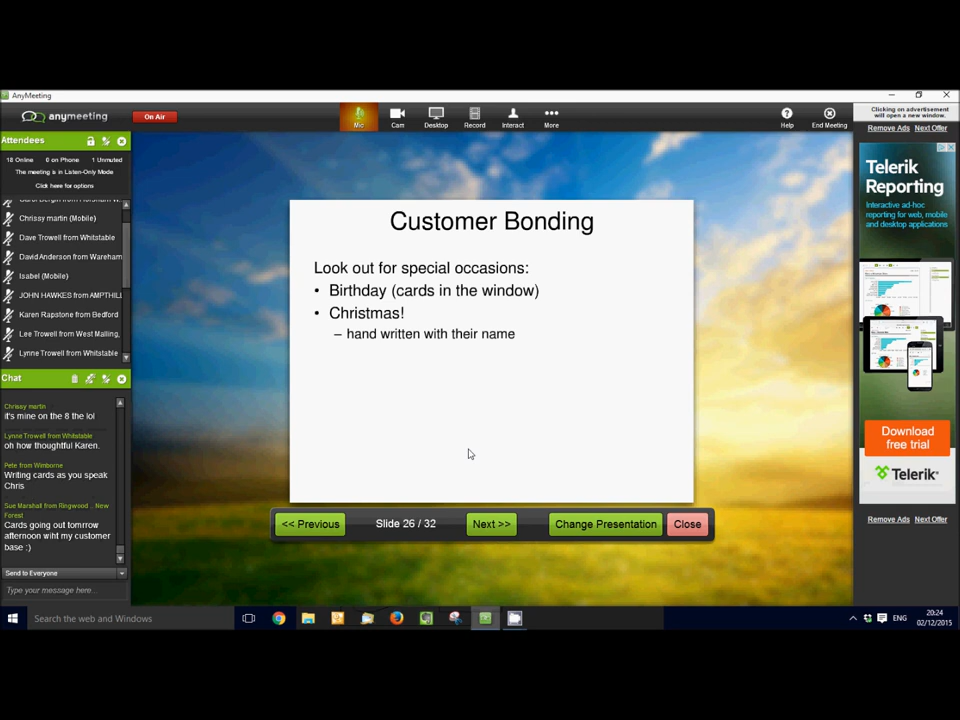 AnyMeeting
anymeeting
On Air
Mic
Cam
Desktop
Record
Interact
More
Help
End Meeting
Clicking on advertisement
will open a new window.
Remove Ads Next Offer
Attendees
18 Online 0 on Phone 1 Unmuted
The meeting is in Listen-Only Mode
Click here for options
Chrissy martin (Mobile)
Dave Trowell from Whitstable
David Anderson from Wareham
Isabel (Mobile)
JOHN HAWKES from AMPTHILL
Karen Rapstone from Bedford
Lee Trowell from West Malling,
Lynne Trowell from Whitstable
Chat
Chrissy martin
it's mine on the 8 the lol
Lynne Trowell from Whitstable
oh how thoughtful Karen.
Pete from Wimborne
Writing cards as you speak
Chris
Sue Marshall from Ringwood .. New
Forest
Cards going out tomrrow
afternoon wiht my customer
base :)
Send to Everyone
Type your message here...
Customer Bonding
Look out for special occasions:
• Birthday (cards in the window)
• Christmas!
– hand written with their name
<< Previous
Slide 26 / 32
Next >>
Change Presentation
Close
Telerik
Reporting
Interactive ad-hoc
reporting for web, mobile
and desktop applications
Download
free trial
Telerik
Remove Ads Next Offer
Search the web and Windows
ENG
20:24
02/12/2015